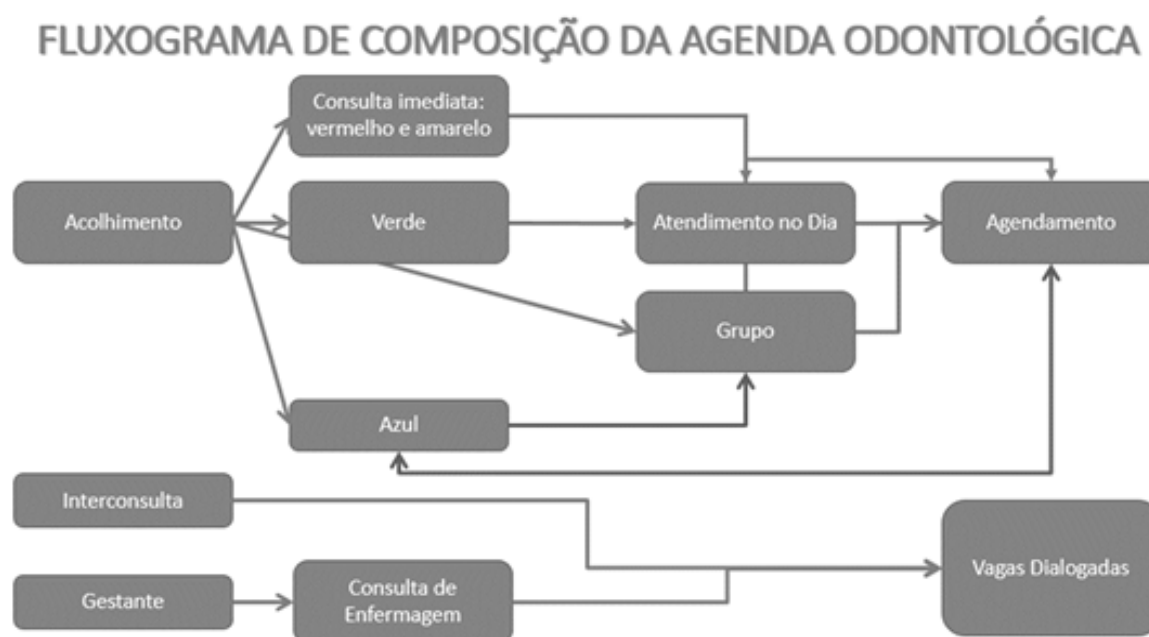 FLUXOGRAMA DE COMPOSIÇÃO DA AGENDA ODONTOLÓGICA
Consulta imediata:
vermelho e amarelo
Acolhimento
Verde
Atendimento no Dia
Agendamento
Grupo
Azul
Interconsulta
Vagas Dialogadas
Gestante
Consulta de
Enfermagem